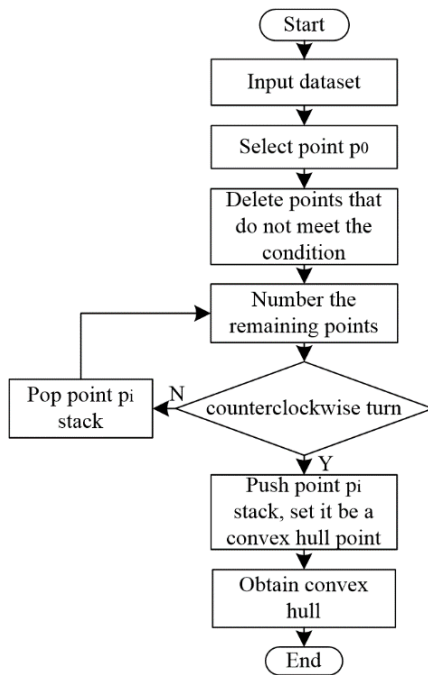 Start
Input dataset
Select point p0
Delete points that
do not meet the
condition
Number the
remaining points
Pop point pi
stack
N
counterclockwise turn
Y
Push point pi
stack, set it be a
convex hull point
Obtain convex
hull
End